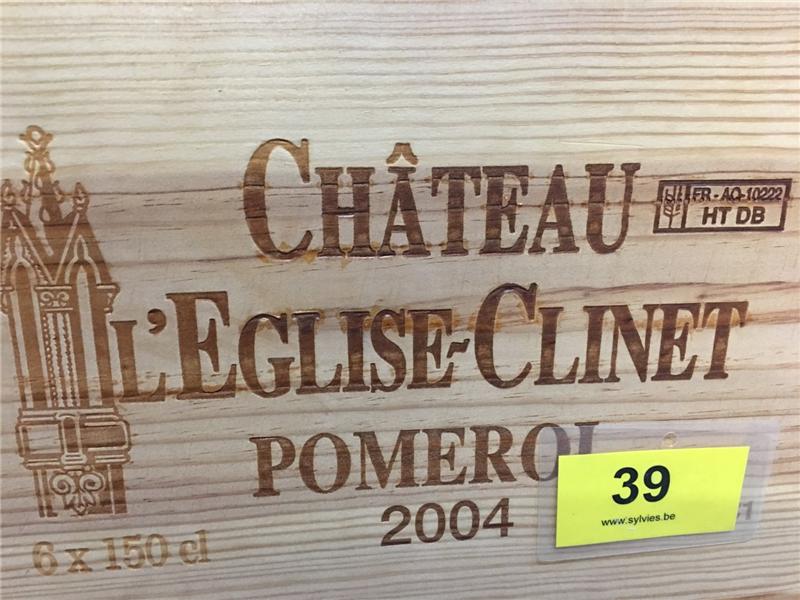 CHÂTEAU
FR - AQ-10222
HT DB
L'EGLISE-CLINET
POMEROL
2004
6 x 150 cl
39
www.sylvies.be